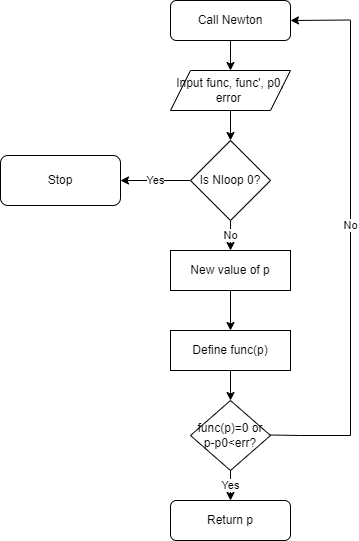 Call Newton
Input func, func', p0,
error
Is Nloop 0?
Yes
Stop
No
New value of p
Define func(p)
func(p)=0 or
p-p0<err?
No
Yes
Return p